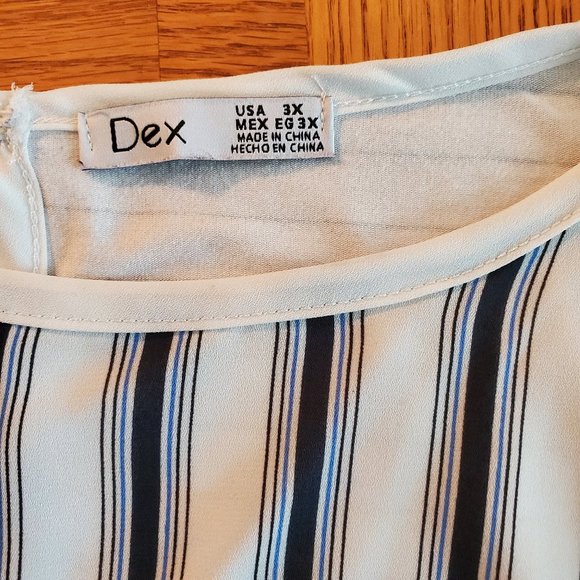 Dex
USA 3X
MEX EG 3X
MADE IN CHINA
HECHO EN CHINA